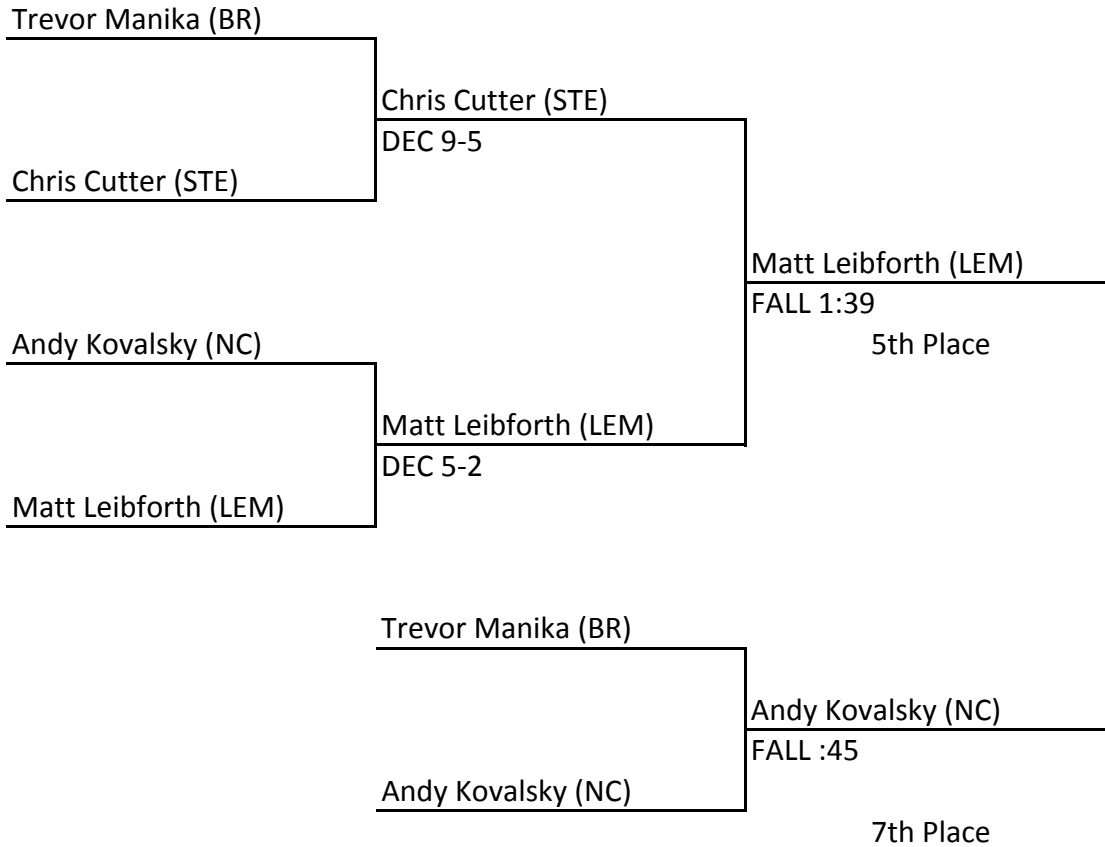 Trevor Manika (BR)
Chris Cutter (STE)
DEC 9-5
Chris Cutter (STE)
Matt Leibforth (LEM)
FALL 1:39
Andy Kovalsky (NC)
5th Place
Matt Leibforth (LEM)
DEC 5-2
Matt Leibforth (LEM)
Trevor Manika (BR)
Andy Kovalsky (NC)
FALL :45
Andy Kovalsky (NC)
7th Place